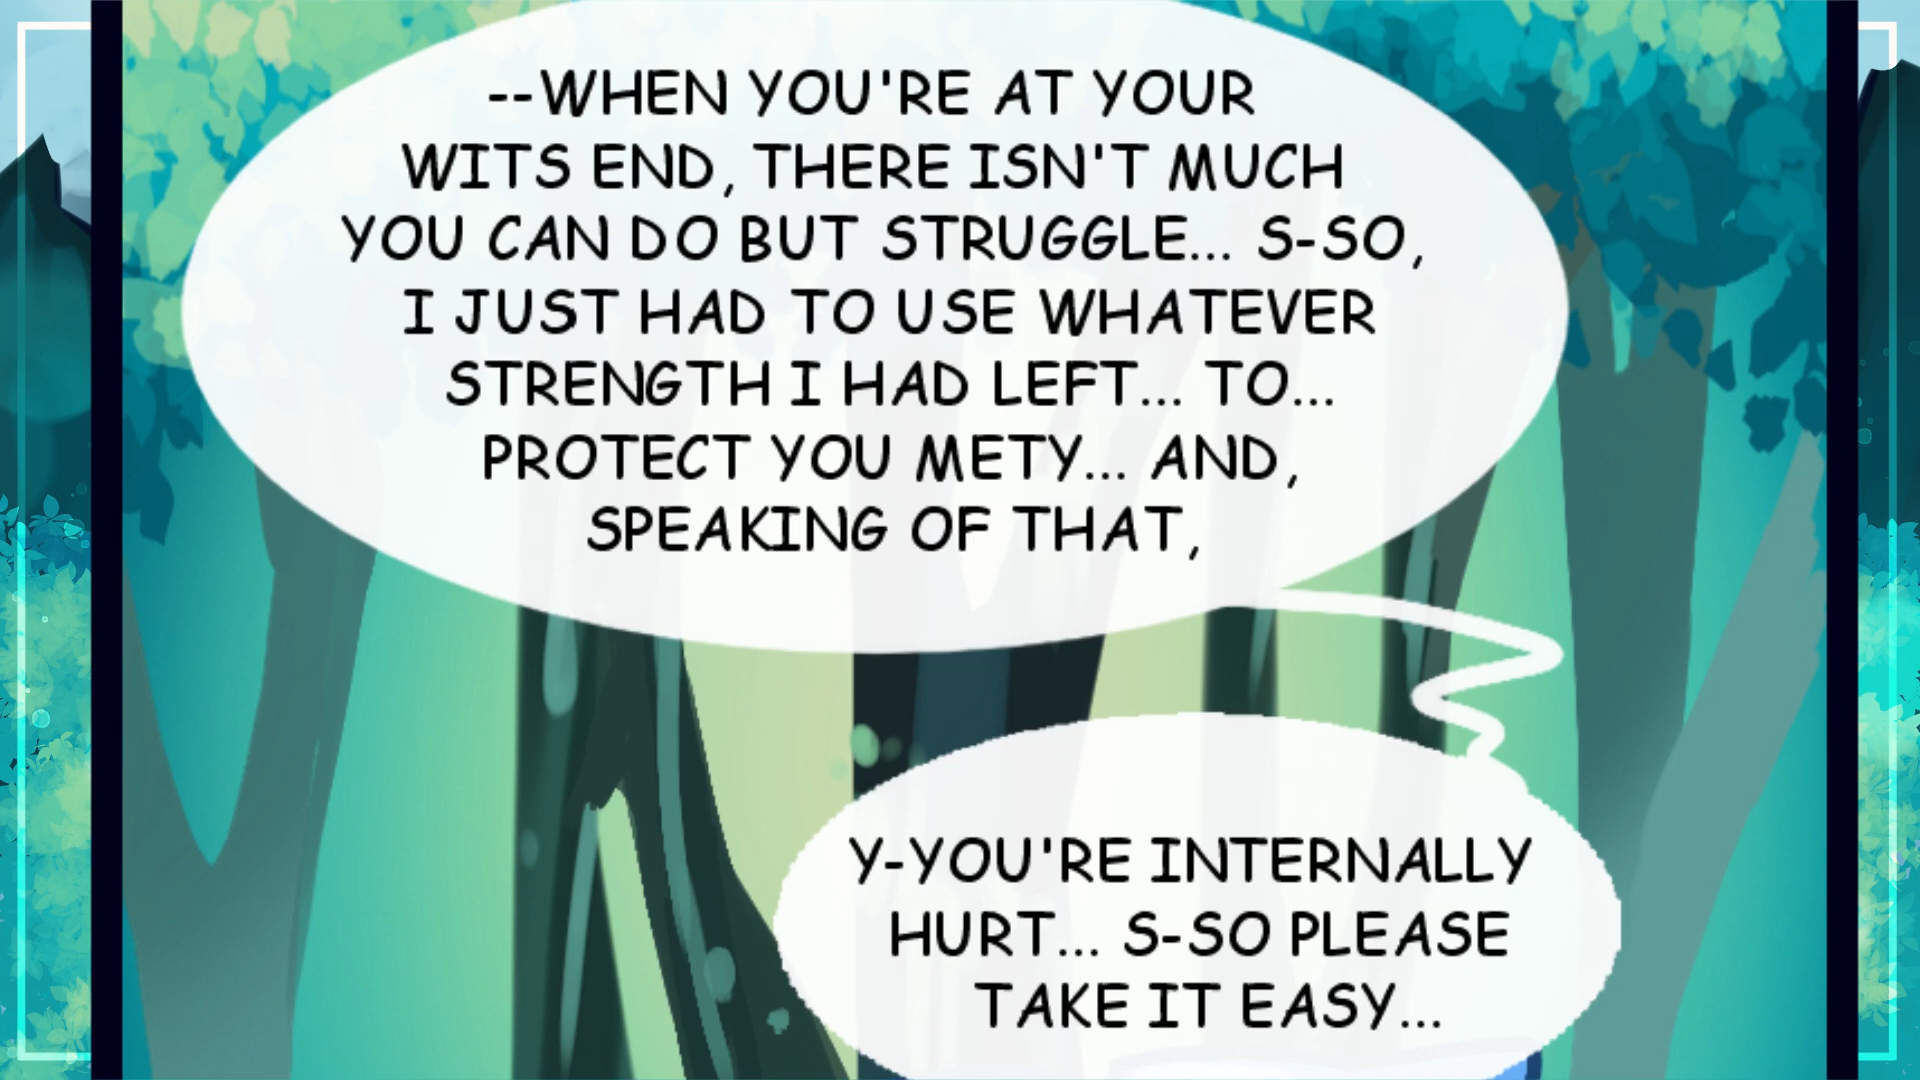 --WHEN YOU'RE AT YOUR
WITS END, THERE ISN'T MUCH
YOU CAN DO BUT STRUGGLE... S-SO,
I JUST HAD TO USE WHATEVER
STRENGTH I HAD LEFT... TO...
PROTECT YOU METY... AND,
SPEAKING OF THAT,
Y-YOU'RE INTERNALLY
HURT... S-SO PLEASE
TAKE IT EASY...